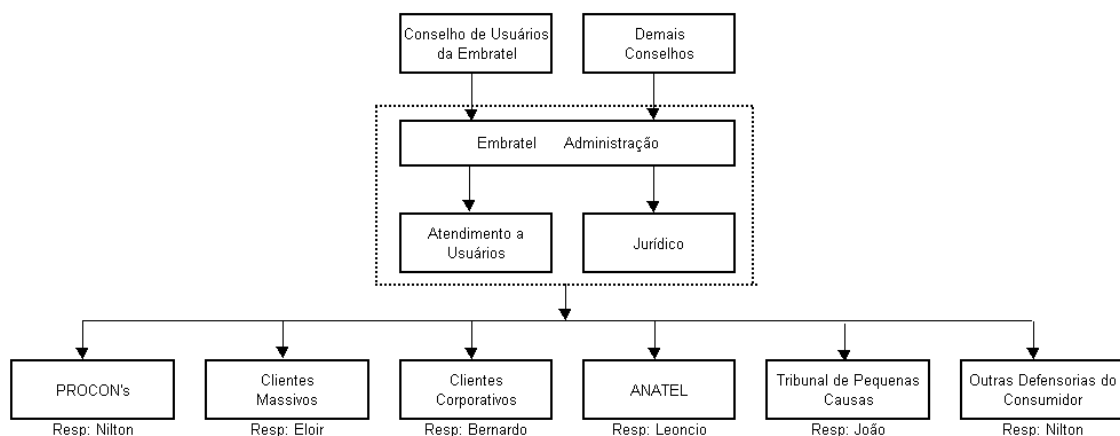 Conselho de Usuários
da Embratel
Demais
Conselhos
Embratel Administração
Atendimento a
Usuários
Jurídico
PROCON's
Resp: Nilton
Clientes
Massivos
Resp: Eloir
Clientes
Corporativos
Resp: Bernardo
ANATEL
Resp: Leoncio
Tribunal de Pequenas
Causas
Resp: João
Outras Defensorias do
Consumidor
Resp: Nilton